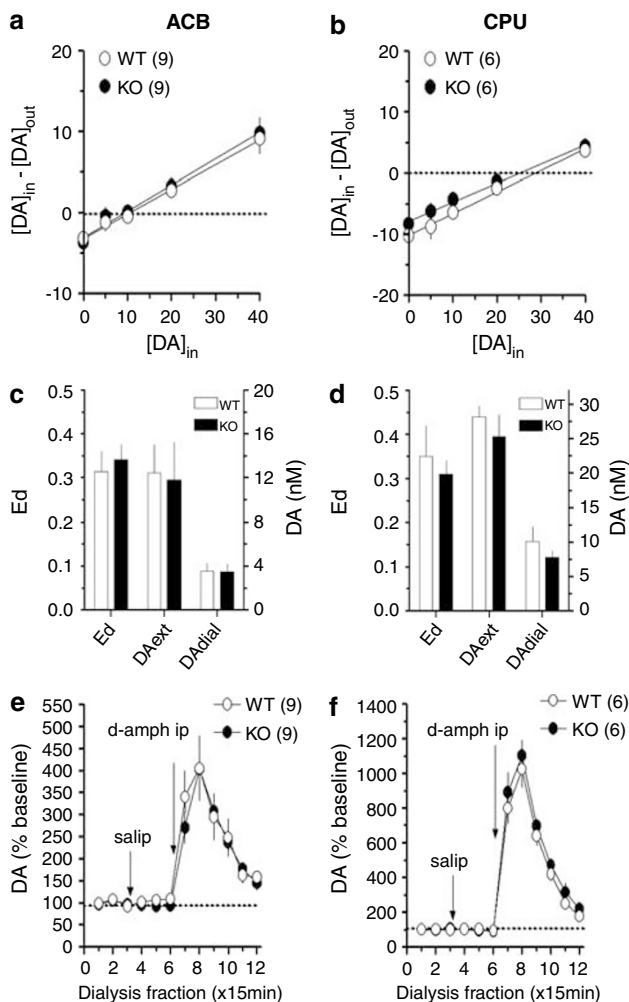 a ACB
20
10
0
-10
[DA]in - [DA]out
WT (9)
KO (9)
0 10 20 30 40
[DA]in
b CPU
20
10
0
-10
-20
[DA]in - [DA]out
WT (6)
KO (6)
0 10 20 30 40
[DA]in
c
0.5
0.4
0.3
0.2
0.1
0.0
Ed
WT
KO
20
16
12
8
4
0
DA (nM)
Ed DAext DAdial
d
0.5
0.4
0.3
0.2
0.1
0.0
Ed
WT
KO
30
25
20
15
10
5
0
DA (nM)
Ed DAext DAdial
e
550
500
450
400
350
300
250
200
150
100
50
0
DA (% baseline)
WT (9)
KO (9)
d-amph ip
salip
0 2 4 6 8 10 12
Dialysis fraction (x15min)
f
1400
1200
1000
800
600
400
200
0
DA (% baseline)
WT (6)
KO (6)
d-amph ip
salip
0 2 4 6 8 10 12
Dialysis fraction (x15min)